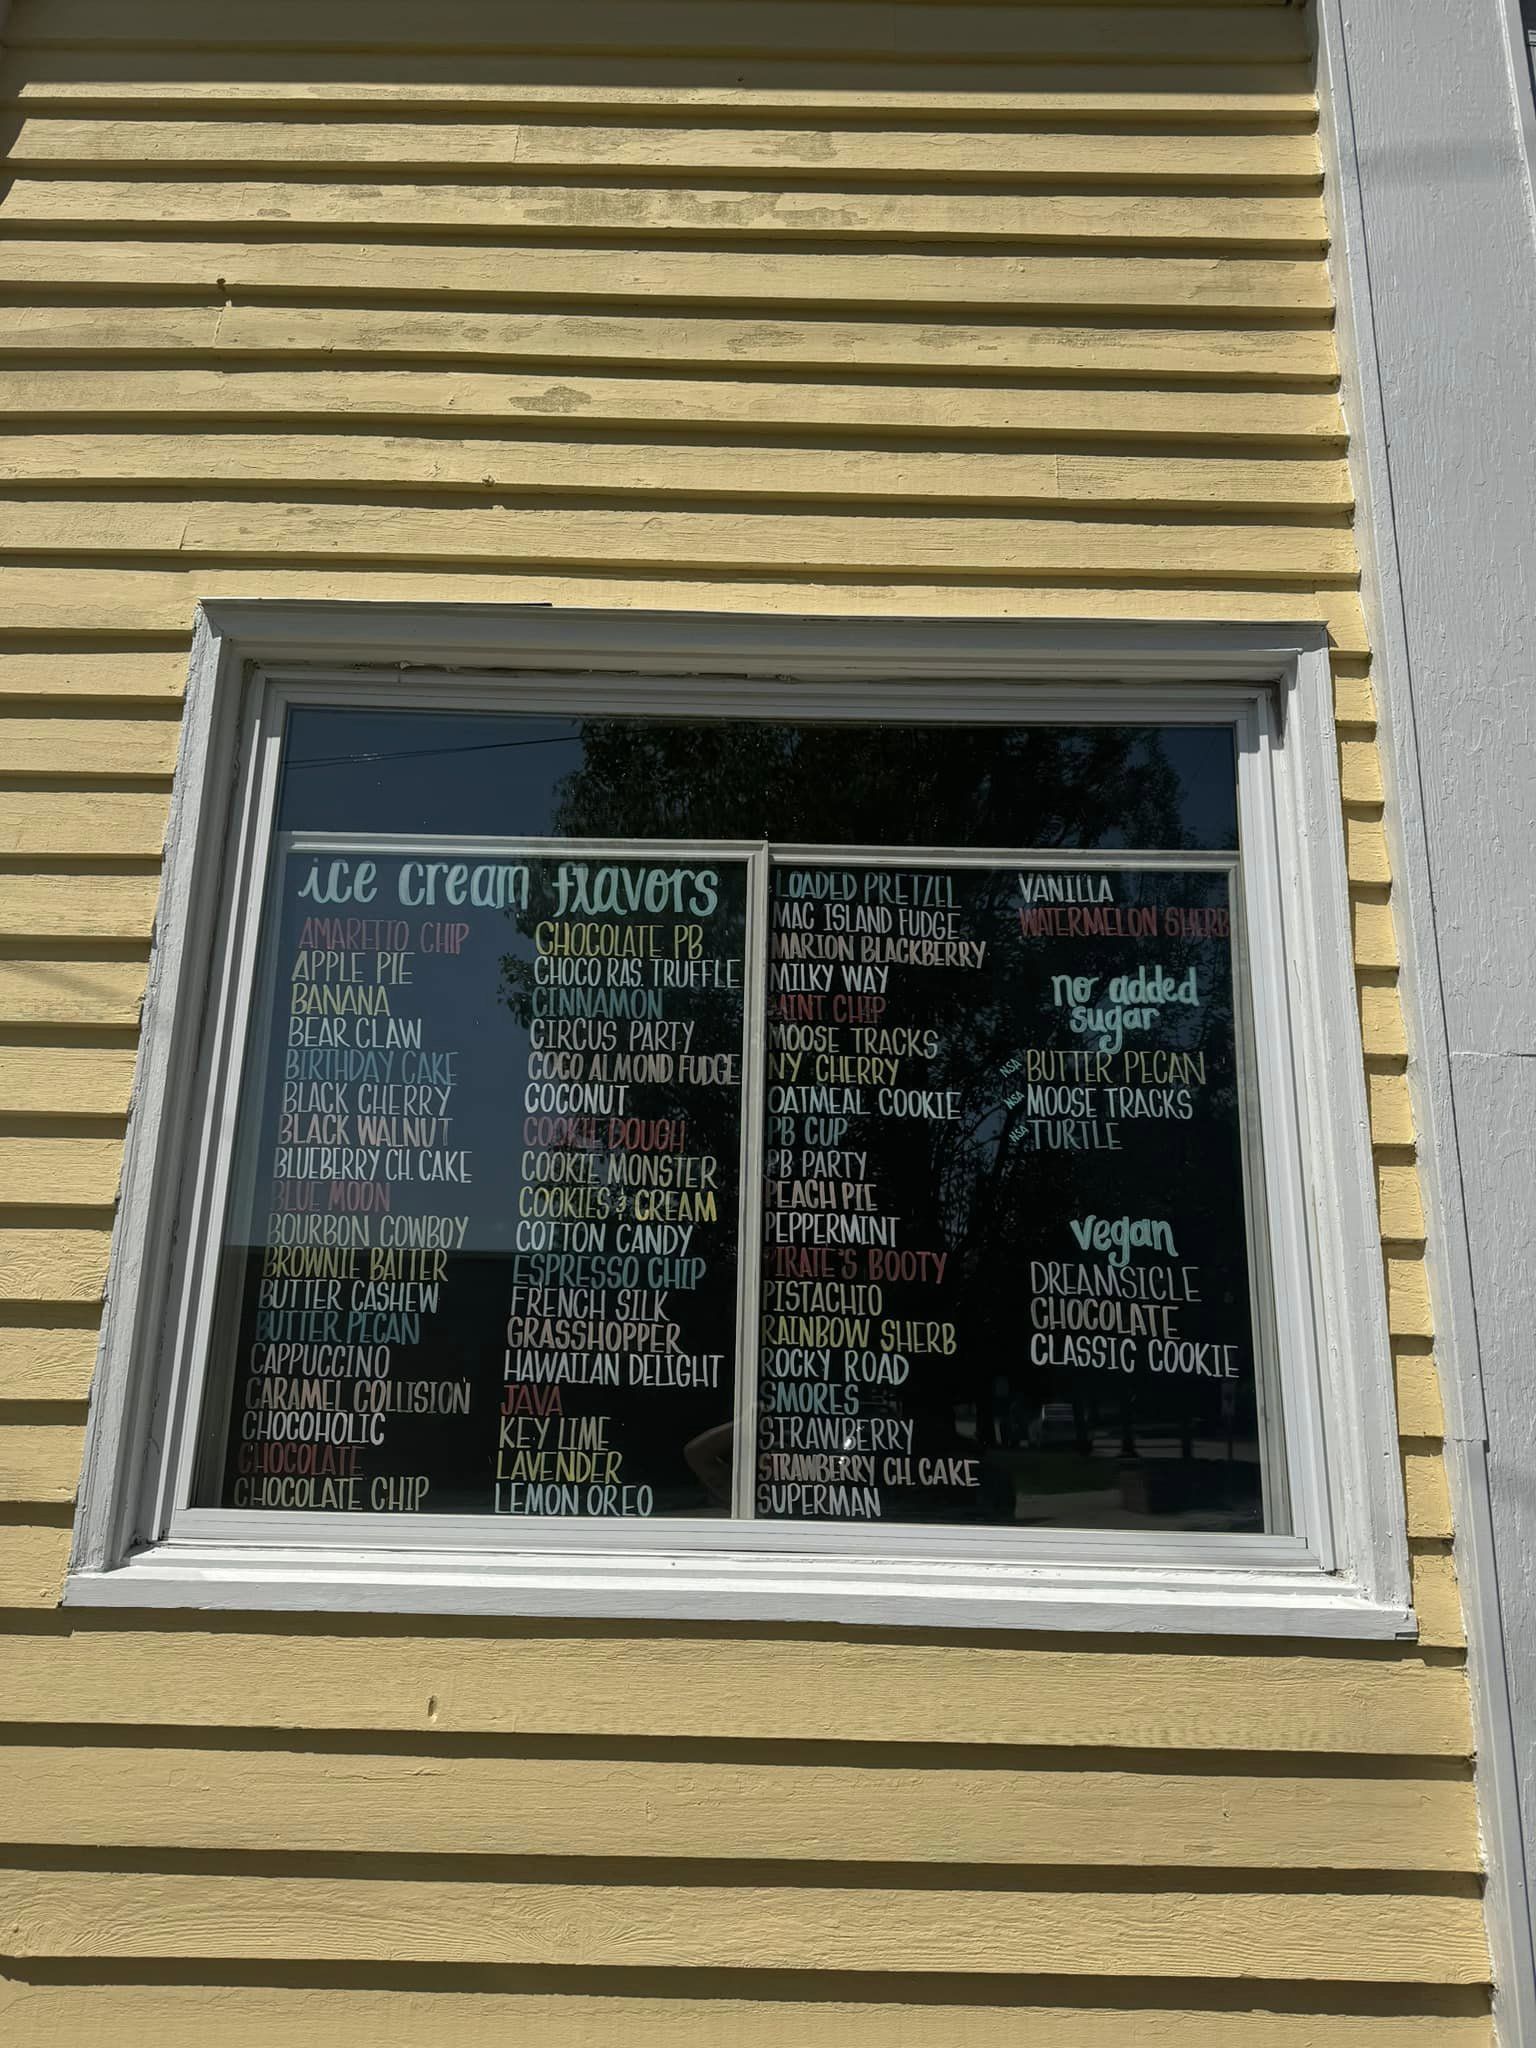 ice cream flavors
AMARETTO CHIP
APPLE PIE
BANANA
BEAR CLAW
BIRTHDAY CAKE
BLACK CHERRY
BLACK WALNUT
BLUEBERRY CH. CAKE
BLUE MOON
BOURBON COWBOY
BROWNIE BATTER
BUTTER CASHEW
BUTTER PECAN
CAPPUCCINO
CARAMEL COLLISION
CHOCOHOLIC
CHOCOLATE
CHOCOLATE CHIP
CHOCOLATE PB
CHOCO RAS. TRUFFLE
CINNAMON
CIRCUS PARTY
COCO ALMOND FUDGE
COCONUT
COOKIE DOUGH
COOKIE MONSTER
COOKIES & CREAM
COTTON CANDY
ESPRESSO CHIP
FRENCH SILK
GRASSHOPPER
HAWAIIAN DELIGHT
JAVA
KEY LIME
LAVENDER
LEMON OREO
LOADED PRETZEL
MAC ISLAND FUDGE
MARION BLACKBERRY
MILKY WAY
MINT CHIP
MOOSE TRACKS
NY CHERRY
OATMEAL COOKIE
PB CUP
PB PARTY
PEACH PIE
PEPPERMINT
PIRATE'S BOOTY
PISTACHIO
RAINBOW SHERB
ROCKY ROAD
SMORES
STRAWBERRY
STRAWBERRY CH. CAKE
SUPERMAN
VANILLA
WATERMELON SHERB
no added
sugar
NSA BUTTER PECAN
NSA MOOSE TRACKS
NSA TURTLE
vegan
DREAMSICLE
CHOCOLATE
CLASSIC COOKIE